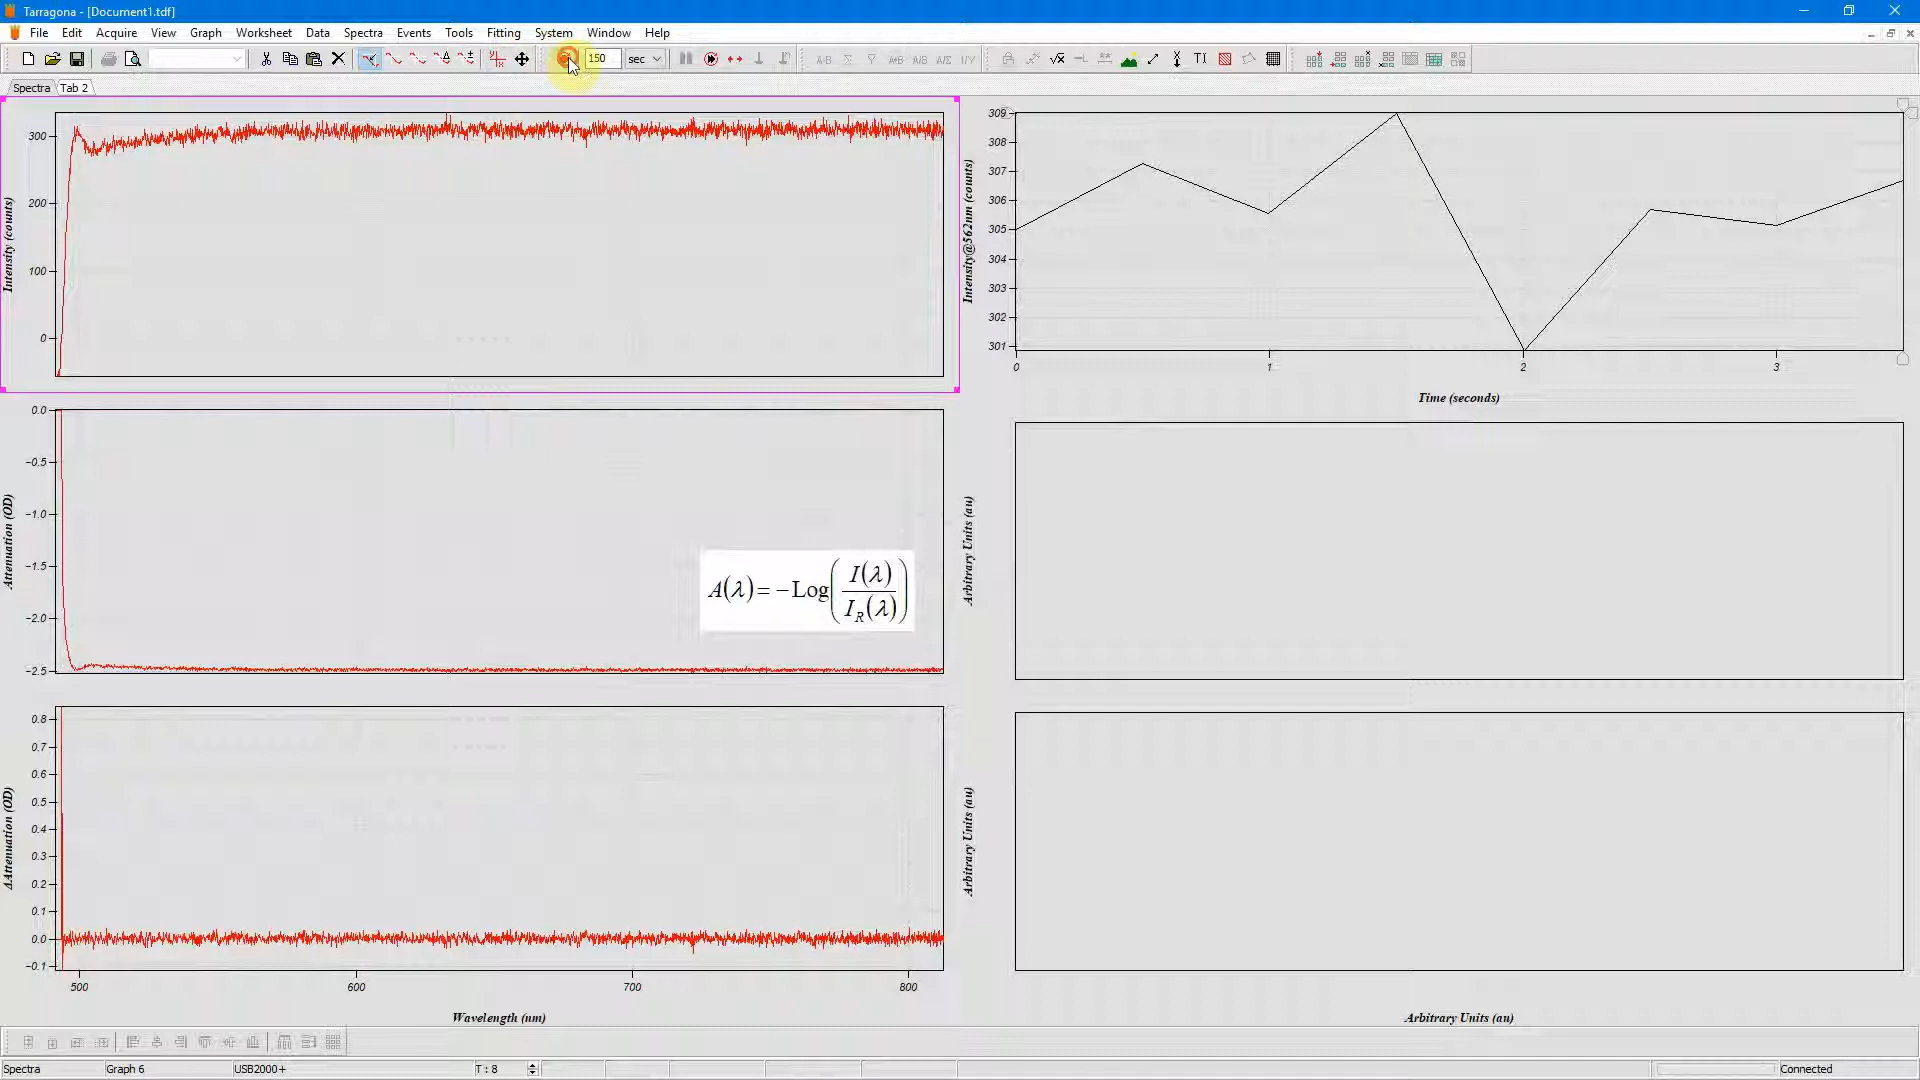 Tarragona - [Document1.tdf]
File Edit Acquire View Graph Worksheet Data Spectra Events Tools Fitting System Window Help
150 sec
A·B Σ A+B A/B A/Σ 1/Y
Spectra Tab 2
Intensity (counts)
300
200
100
0
Attenuation (OD)
0.0
−0.5
−1.0
−1.5
−2.0
−2.5
A(λ)=−Log(I(λ)/I_R(λ))
ΔAttenuation (OD)
0.8
0.7
0.6
0.5
0.4
0.3
0.2
0.1
0.0
−0.1
500 600 700 800
Wavelength (nm)
Intensity@562nm (counts)
309
308
307
306
305
304
303
302
301
0 1 2 3
Time (seconds)
Arbitrary Units (au)
Arbitrary Units (au)
Arbitrary Units (au)
Spectra Graph 6 USB2000+ T : 8 Connected